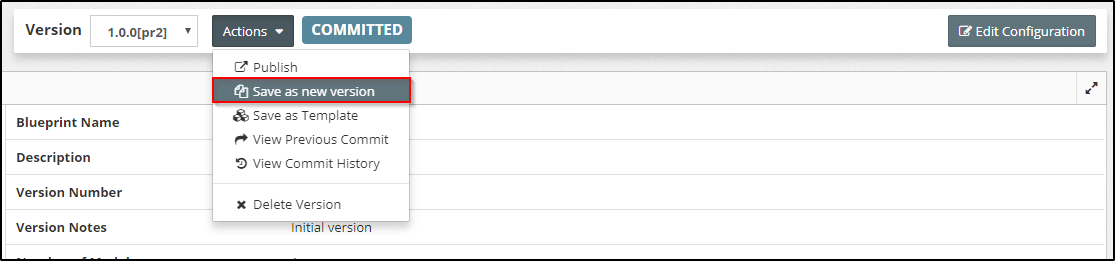 Version 1.0.0[pr2] Actions COMMITTED Edit Configuration
Publish
Save as new version
Blueprint Name Save as Template
View Previous Commit
Description View Commit History
Version Number Delete Version
Version Notes Initial version